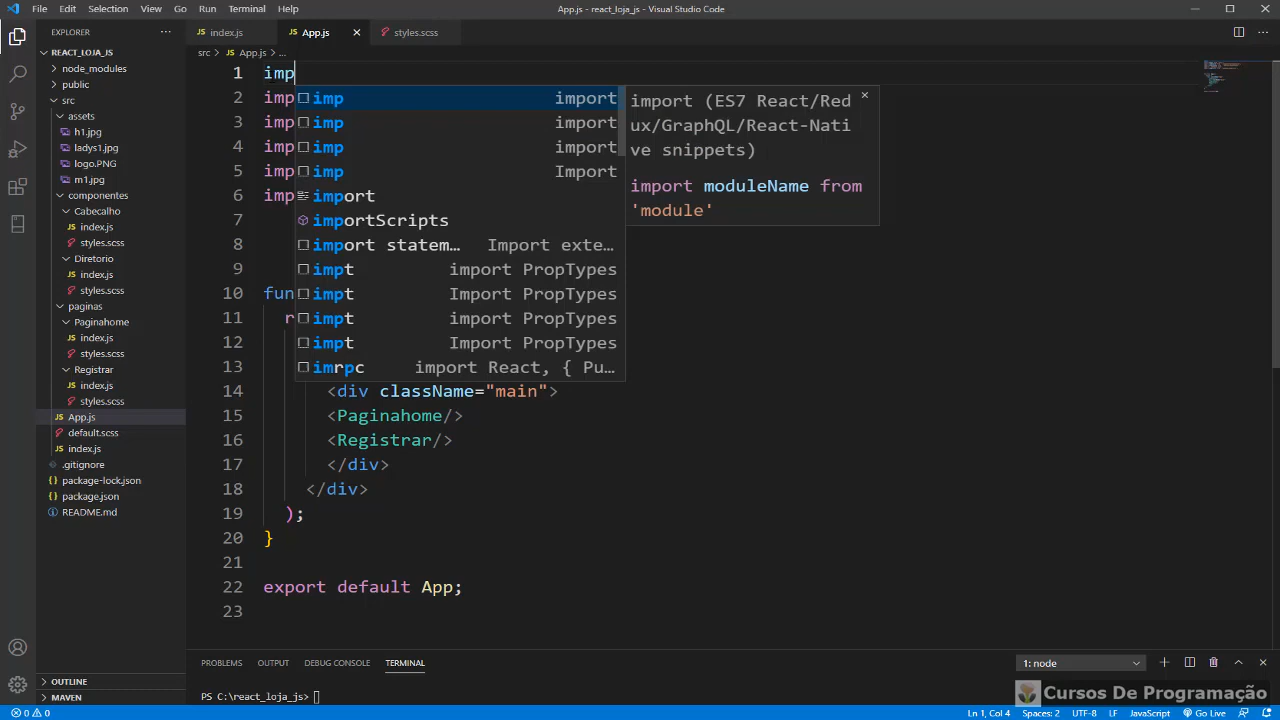 File Edit Selection View Go Run Terminal Help
App.js - react_loja_js - Visual Studio Code
EXPLORER
REACT_LOJA_JS
node_modules
public
src
assets
h1.jpg
ladys1.jpg
logo.PNG
m1.jpg
componentes
Cabecalho
index.js
styles.scss
Diretorio
index.js
styles.scss
paginas
Paginahome
index.js
styles.scss
Registrar
index.js
styles.scss
App.js
default.scss
index.js
.gitignore
package-lock.json
package.json
README.md
OUTLINE
MAVEN
index.js App.js styles.scss
src > App.js > ...
1 imp
2 imp
3 imp
4 imp
5 imp
6 imp
7
8
9
10 fun
11 r
12
13
14 <div className="main">
15 <Paginahome/>
16 <Registrar/>
17 </div>
18 </div>
19 );
20 }
21
22 export default App;
23
imp import
imp import
imp import
imp Import
import
importScripts
import statem… Import exte…
impt import PropTypes
impt Import PropTypes
impt import PropTypes
impt Import PropTypes
imrpc import React, { Pu…
import (ES7 React/Red
ux/GraphQL/React-Nati
ve snippets)
import moduleName from
'module'
PROBLEMS OUTPUT DEBUG CONSOLE TERMINAL
1: node
PS C:\react_loja_js>
Cursos De Programação
0 0
Ln 1, Col 4 Spaces: 2 UTF-8 LF JavaScript Go Live